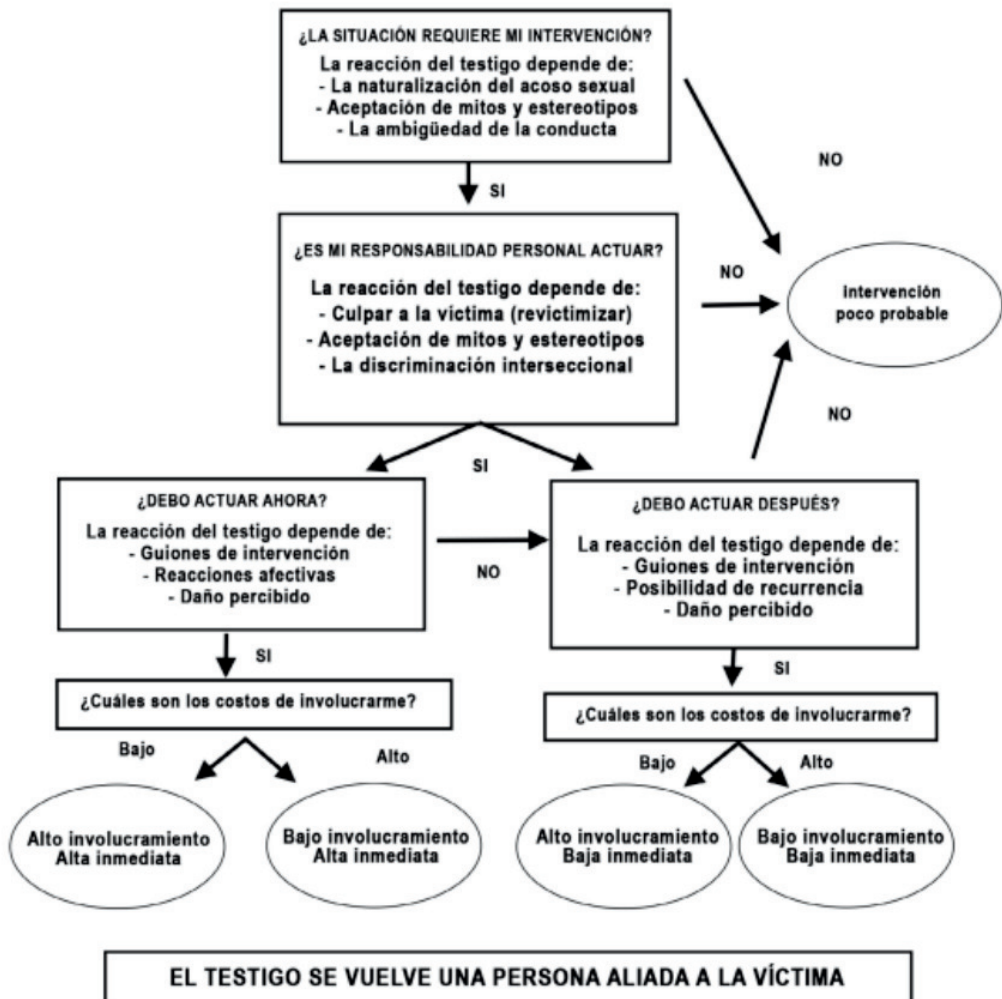 ¿LA SITUACIÓN REQUIERE MI INTERVENCIÓN?
La reacción del testigo depende de:
- La naturalización del acoso sexual
- Aceptación de mitos y estereotipos
- La ambigüedad de la conducta
NO
SI
¿ES MI RESPONSABILIDAD PERSONAL ACTUAR?
La reacción del testigo depende de:
- Culpar a la víctima (revictimizar)
- Aceptación de mitos y estereotipos
- La discriminación interseccional
NO
Intervención
poco probable
NO
SI
¿DEBO ACTUAR AHORA?
La reacción del testigo depende de:
- Guiones de intervención
- Reacciones afectivas
- Daño percibido
NO
¿DEBO ACTUAR DESPUÉS?
La reacción del testigo depende de:
- Guiones de intervención
- Posibilidad de recurrencia
- Daño percibido
SI
SI
¿Cuáles son los costos de involucrarme?
¿Cuáles son los costos de involucrarme?
Bajo
Alto
Bajo
Alto
Alto involucramiento
Alta inmediata
Bajo involucramiento
Alta inmediata
Alto involucramiento
Baja inmediata
Bajo involucramiento
Baja inmediata
EL TESTIGO SE VUELVE UNA PERSONA ALIADA A LA VÍCTIMA